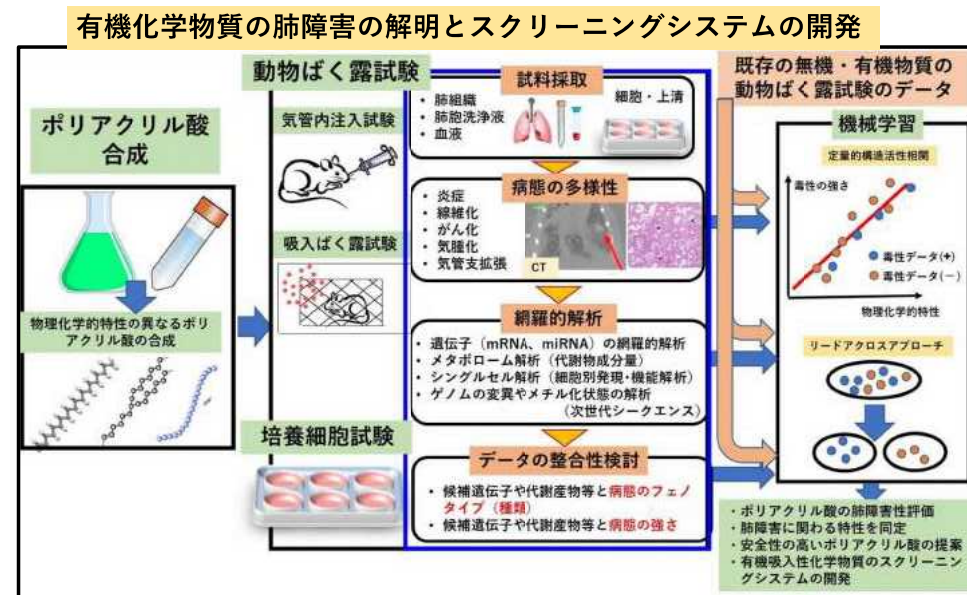 有機化学物質の肺障害の解明とスクリーニングシステムの開発
ポリアクリル酸
合成
物理化学的特性の異なるポリ
アクリル酸の合成
動物ばく露試験
気管内注入試験
吸入ばく露試験
培養細胞試験
試料採取
・肺組織
・肺胞洗浄液
・血液
細胞・上清
病態の多様性
・炎症
・線維化
・がん化
・気腫化
・気管支拡張
CT
網羅的解析
・遺伝子(mRNA、miRNA)の網羅的解析
・メタボローム解析(代謝物成分量)
・シングルセル解析(細胞別発現・機能解析)
・ゲノムの変異やメチル化状態の解析
(次世代シークエンス)
データの整合性検討
・候補遺伝子や代謝産物等と病態のフェノ
タイプ(種類)
・候補遺伝子や代謝産物等と病態の強さ
既存の無機・有機物質の
動物ばく露試験のデータ
機械学習
定量的構造活性相関
毒性の強さ
毒性データ(+)
毒性データ(－)
物理化学的特性
リードアクロスアプローチ
・ポリアクリル酸の肺障害性評価
・肺障害に関わる特性を同定
・安全性の高いポリアクリル酸の提案
・有機吸入性化学物質のスクリーニン
グシステムの開発